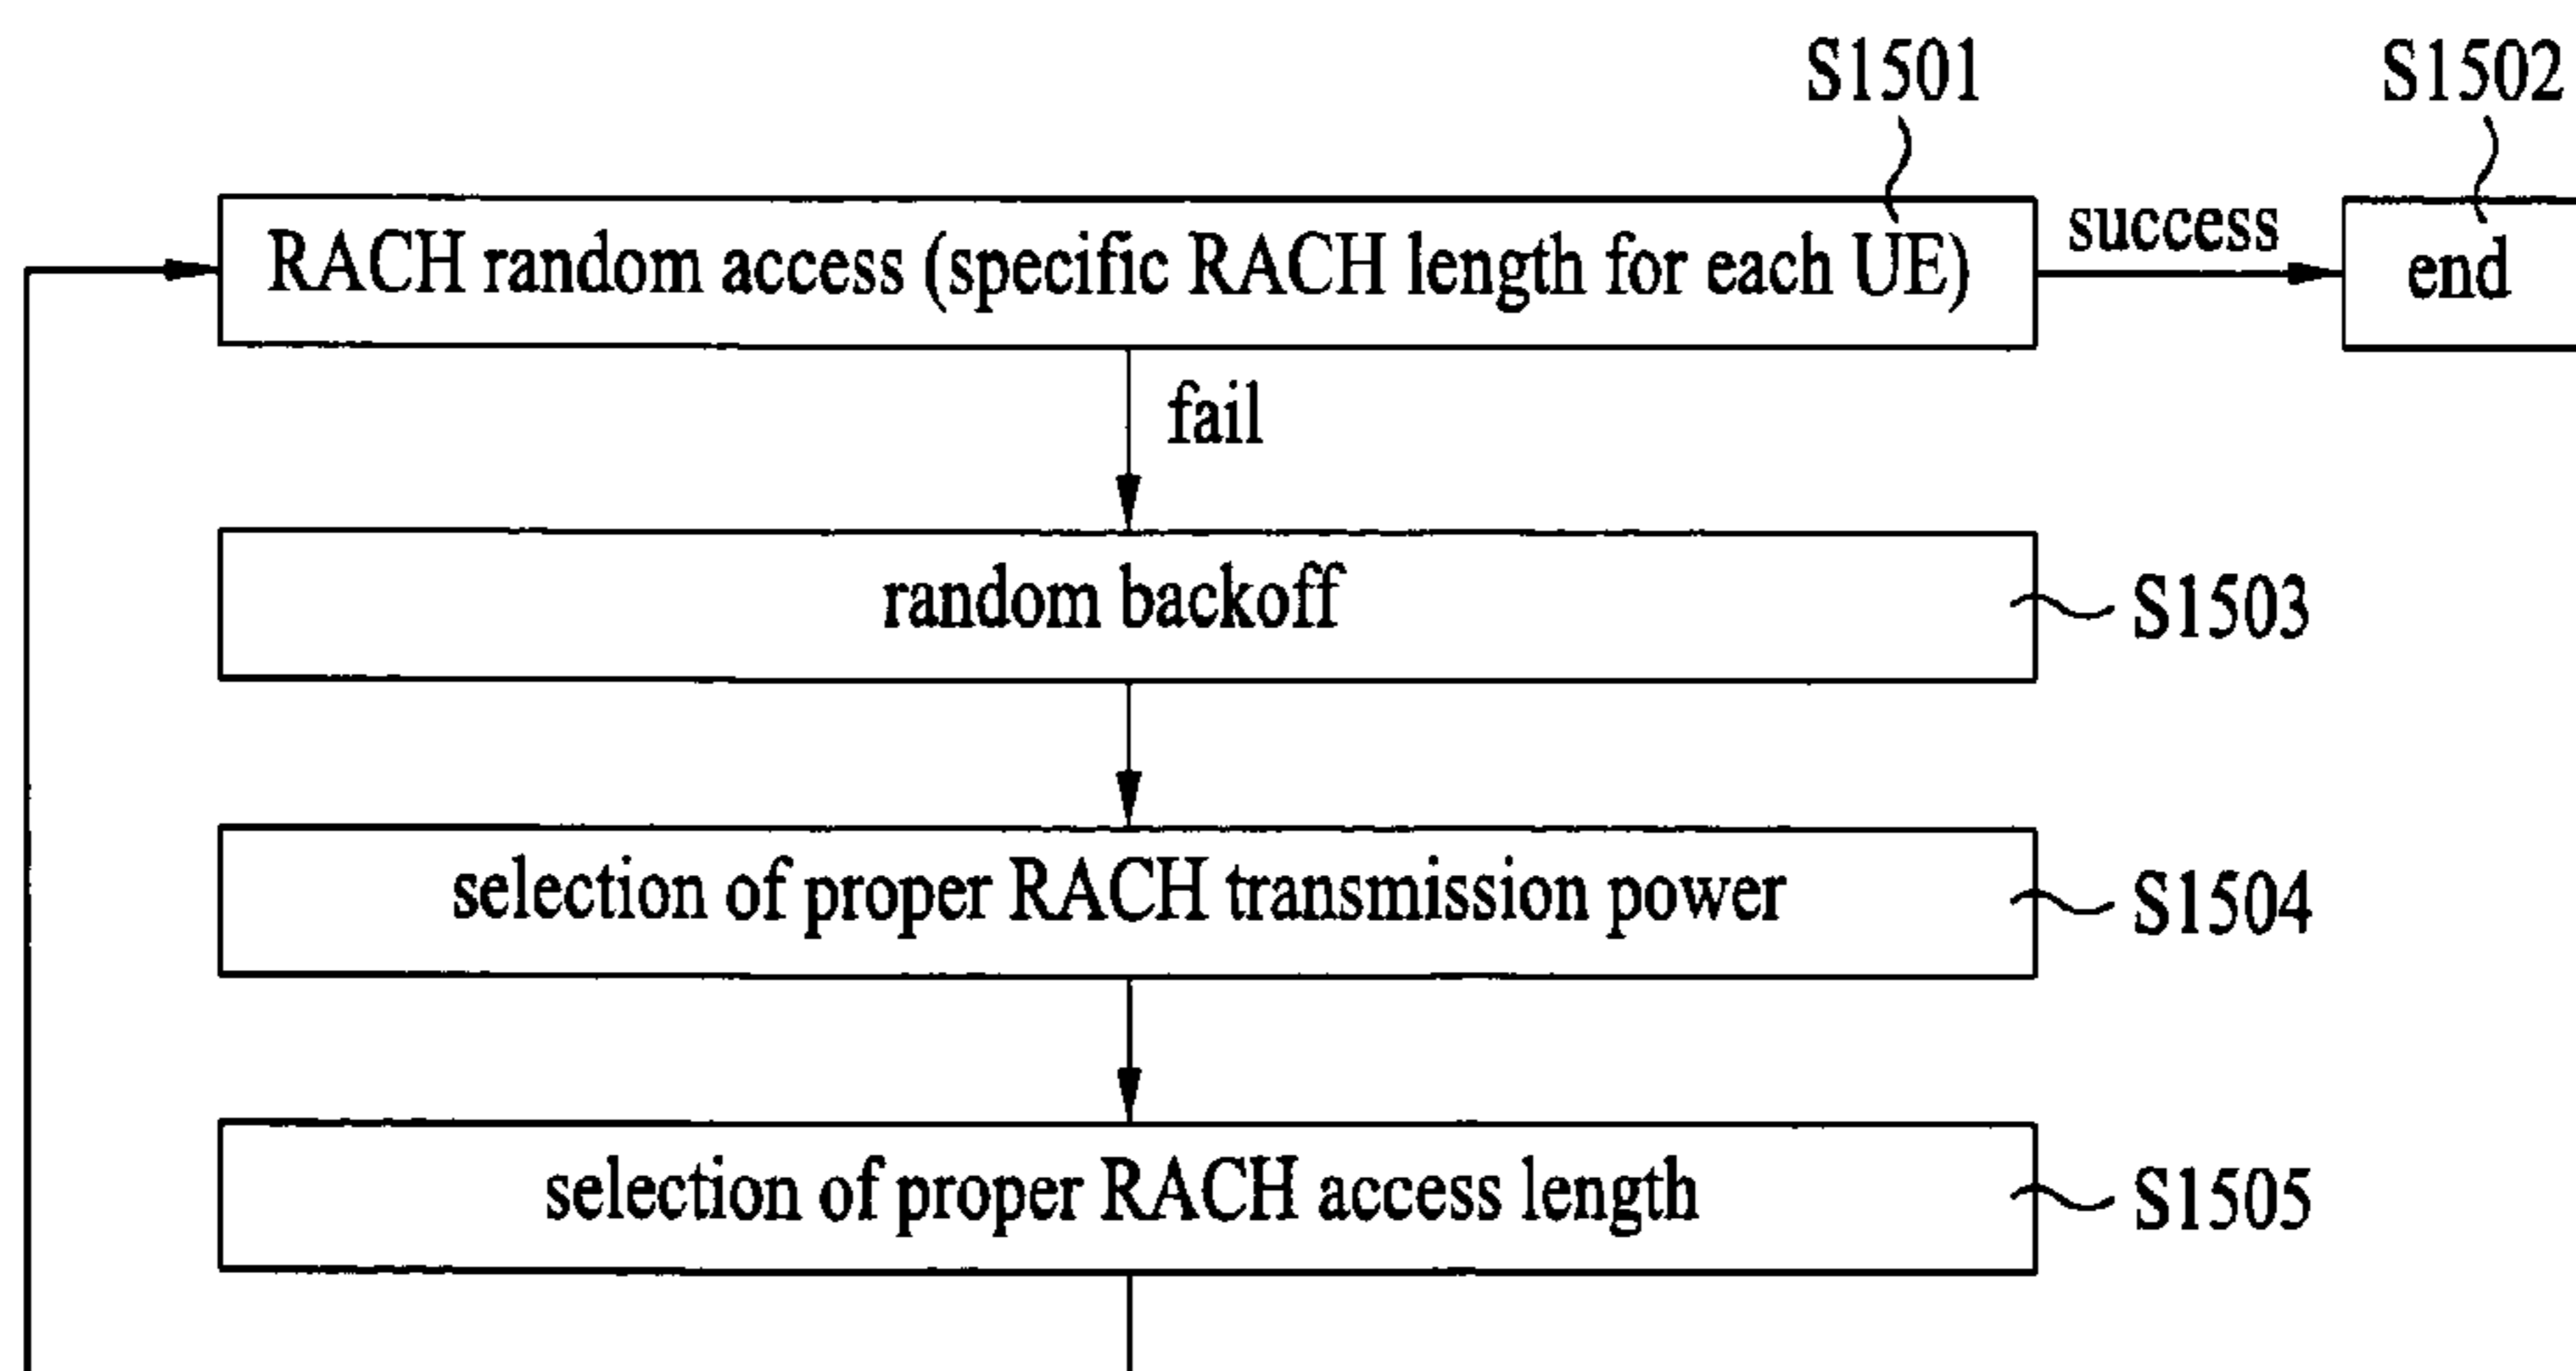 S1501
S1502
RACH random access (specific RACH length for each UE)
success
end
fail
random backoff
S1503
selection of proper RACH transmission power
S1504
selection of proper RACH access length
S1505